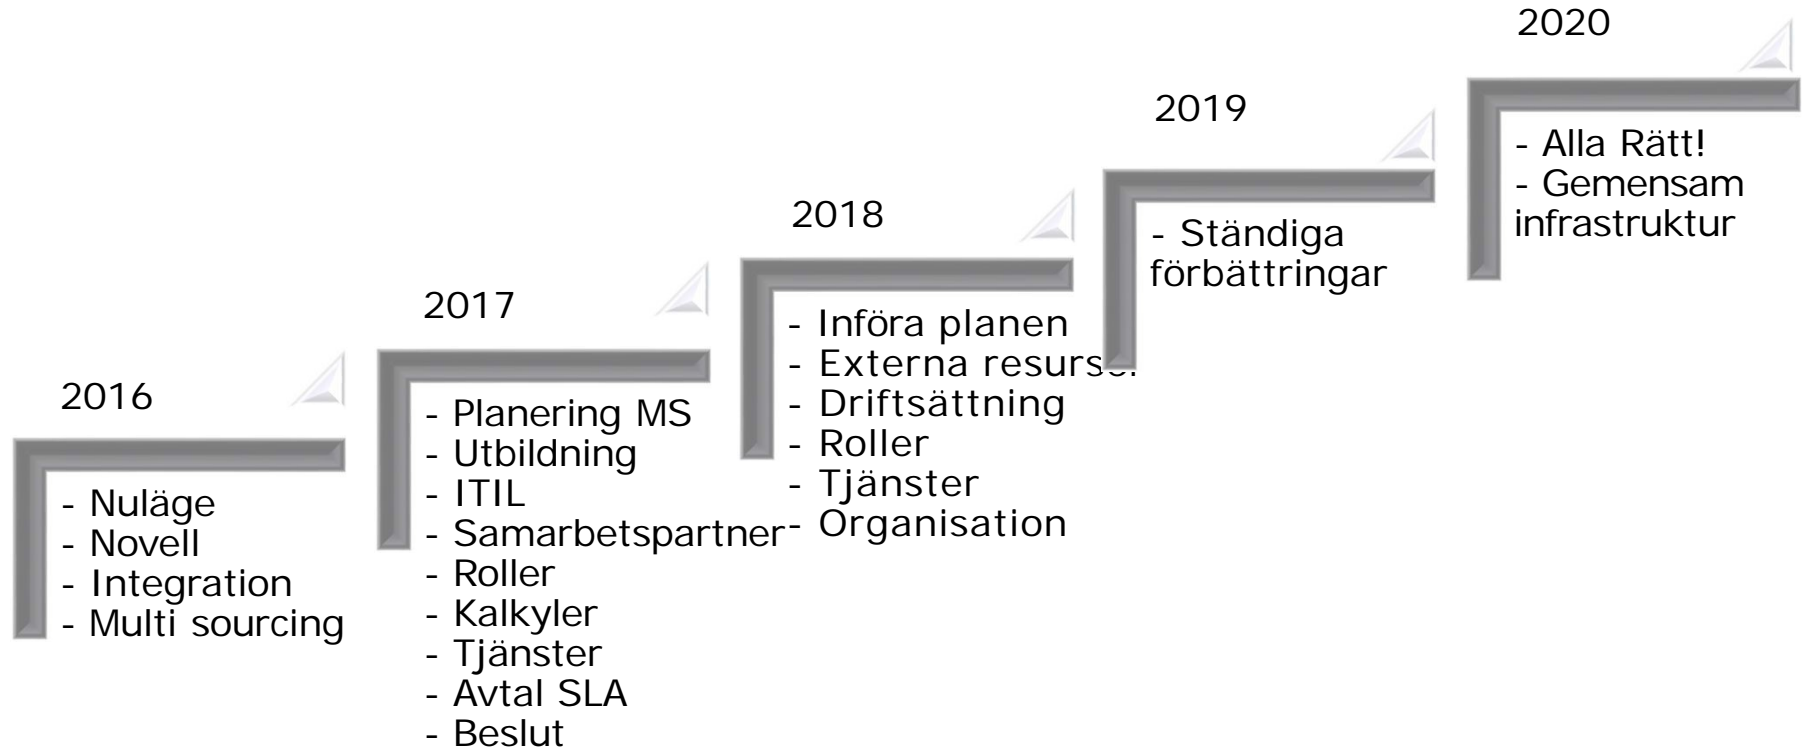 2016
- Nuläge
- Novell
- Integration
- Multi sourcing
2017
- Planering MS
- Utbildning
- ITIL
- Samarbetspartner
- Roller
- Kalkyler
- Tjänster
- Avtal SLA
- Beslut
2018
- Införa planen
- Externa resurser
- Driftsättning
- Roller
- Tjänster
- Organisation
2019
- Ständiga
förbättringar
2020
- Alla Rätt!
- Gemensam
infrastruktur